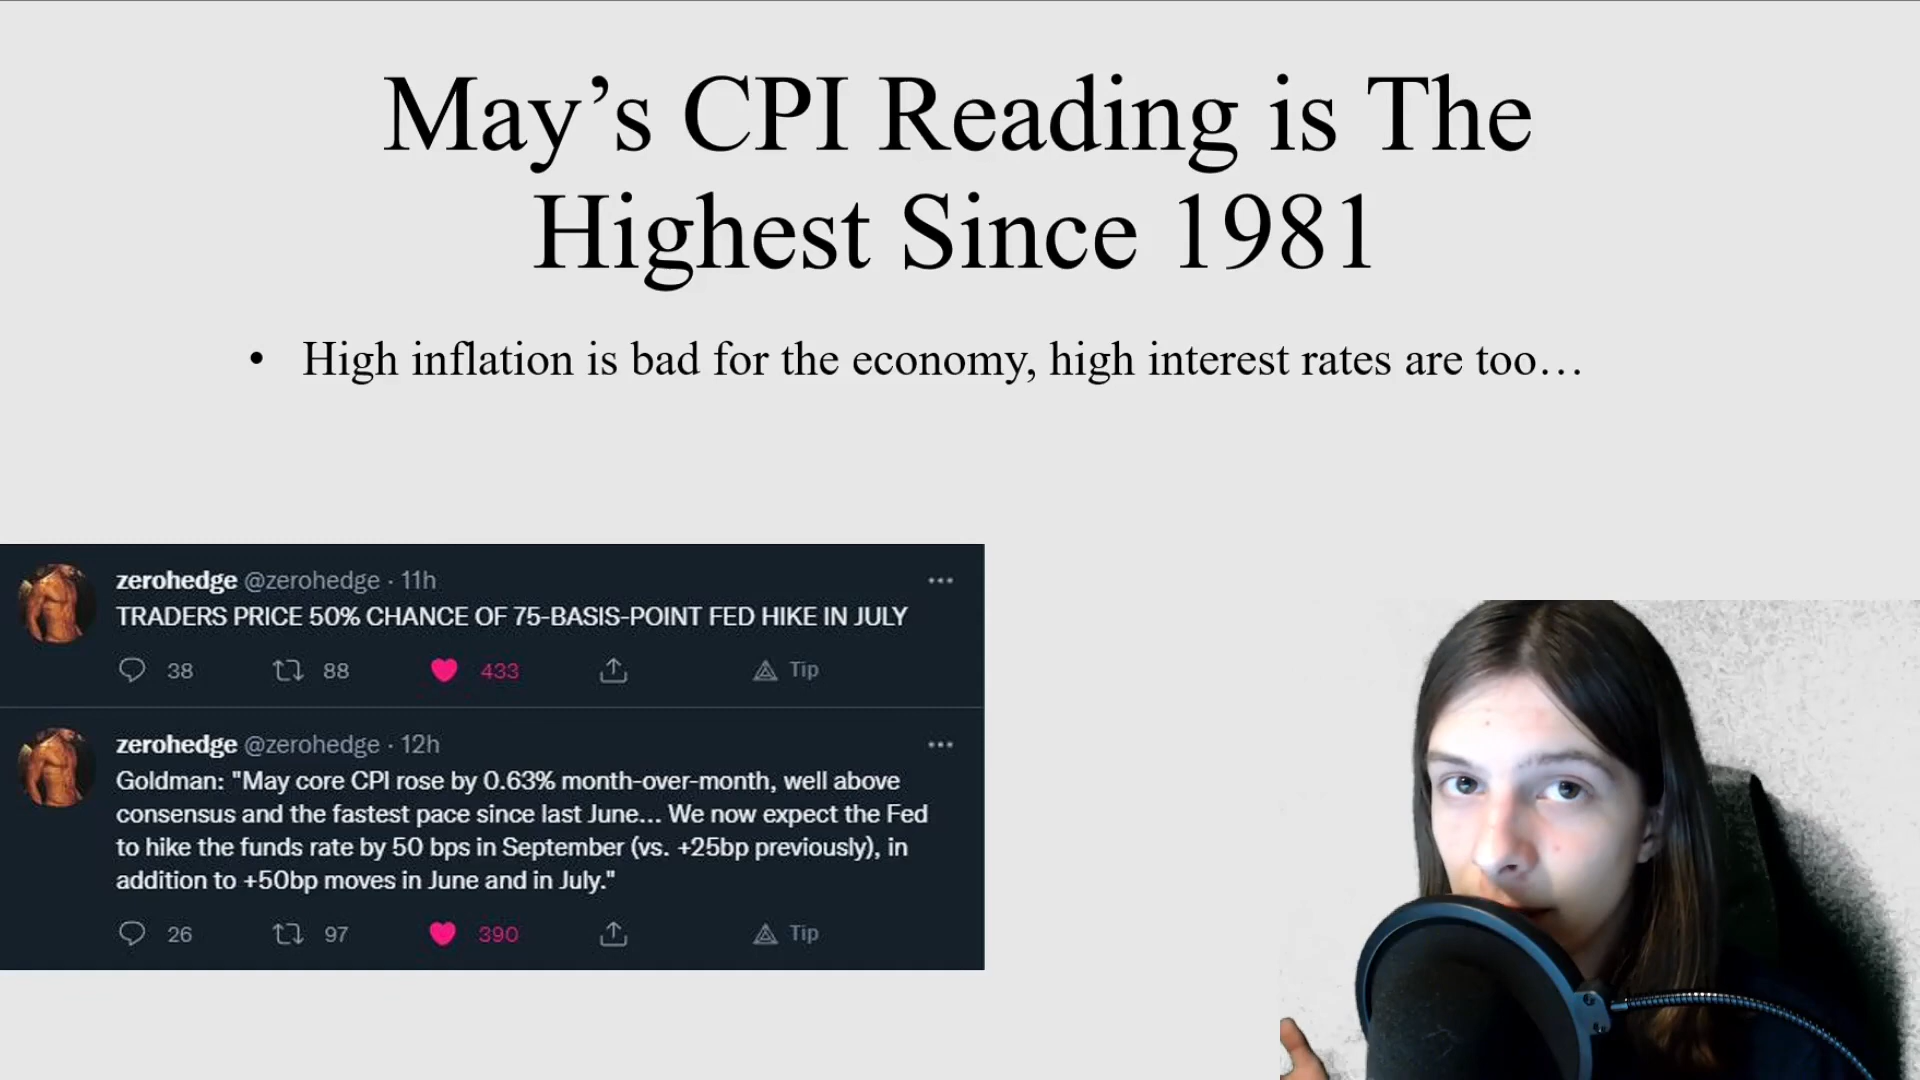 May’s CPI Reading is The
Highest Since 1981
• High inflation is bad for the economy, high interest rates are too…
zerohedge @zerohedge · 11h
TRADERS PRICE 50% CHANCE OF 75-BASIS-POINT FED HIKE IN JULY
38 88 433 Tip
zerohedge @zerohedge · 12h
Goldman: "May core CPI rose by 0.63% month-over-month, well above
consensus and the fastest pace since last June... We now expect the Fed
to hike the funds rate by 50 bps in September (vs. +25bp previously), in
addition to +50bp moves in June and in July."
26 97 390 Tip